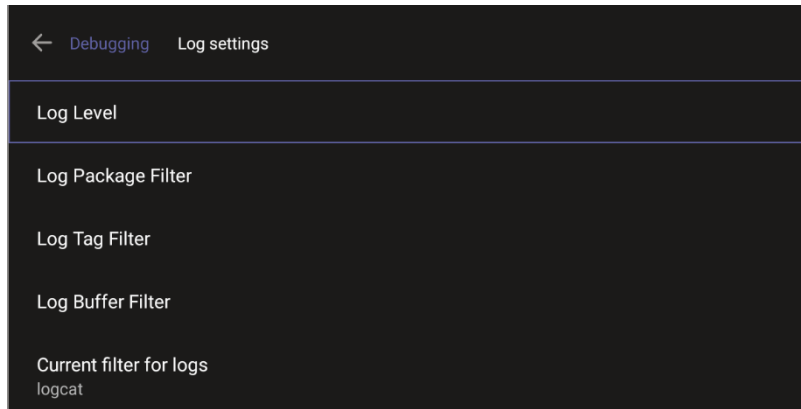 Debugging Log settings
Log Level
Log Package Filter
Log Tag Filter
Log Buffer Filter
Current filter for logs
logcat